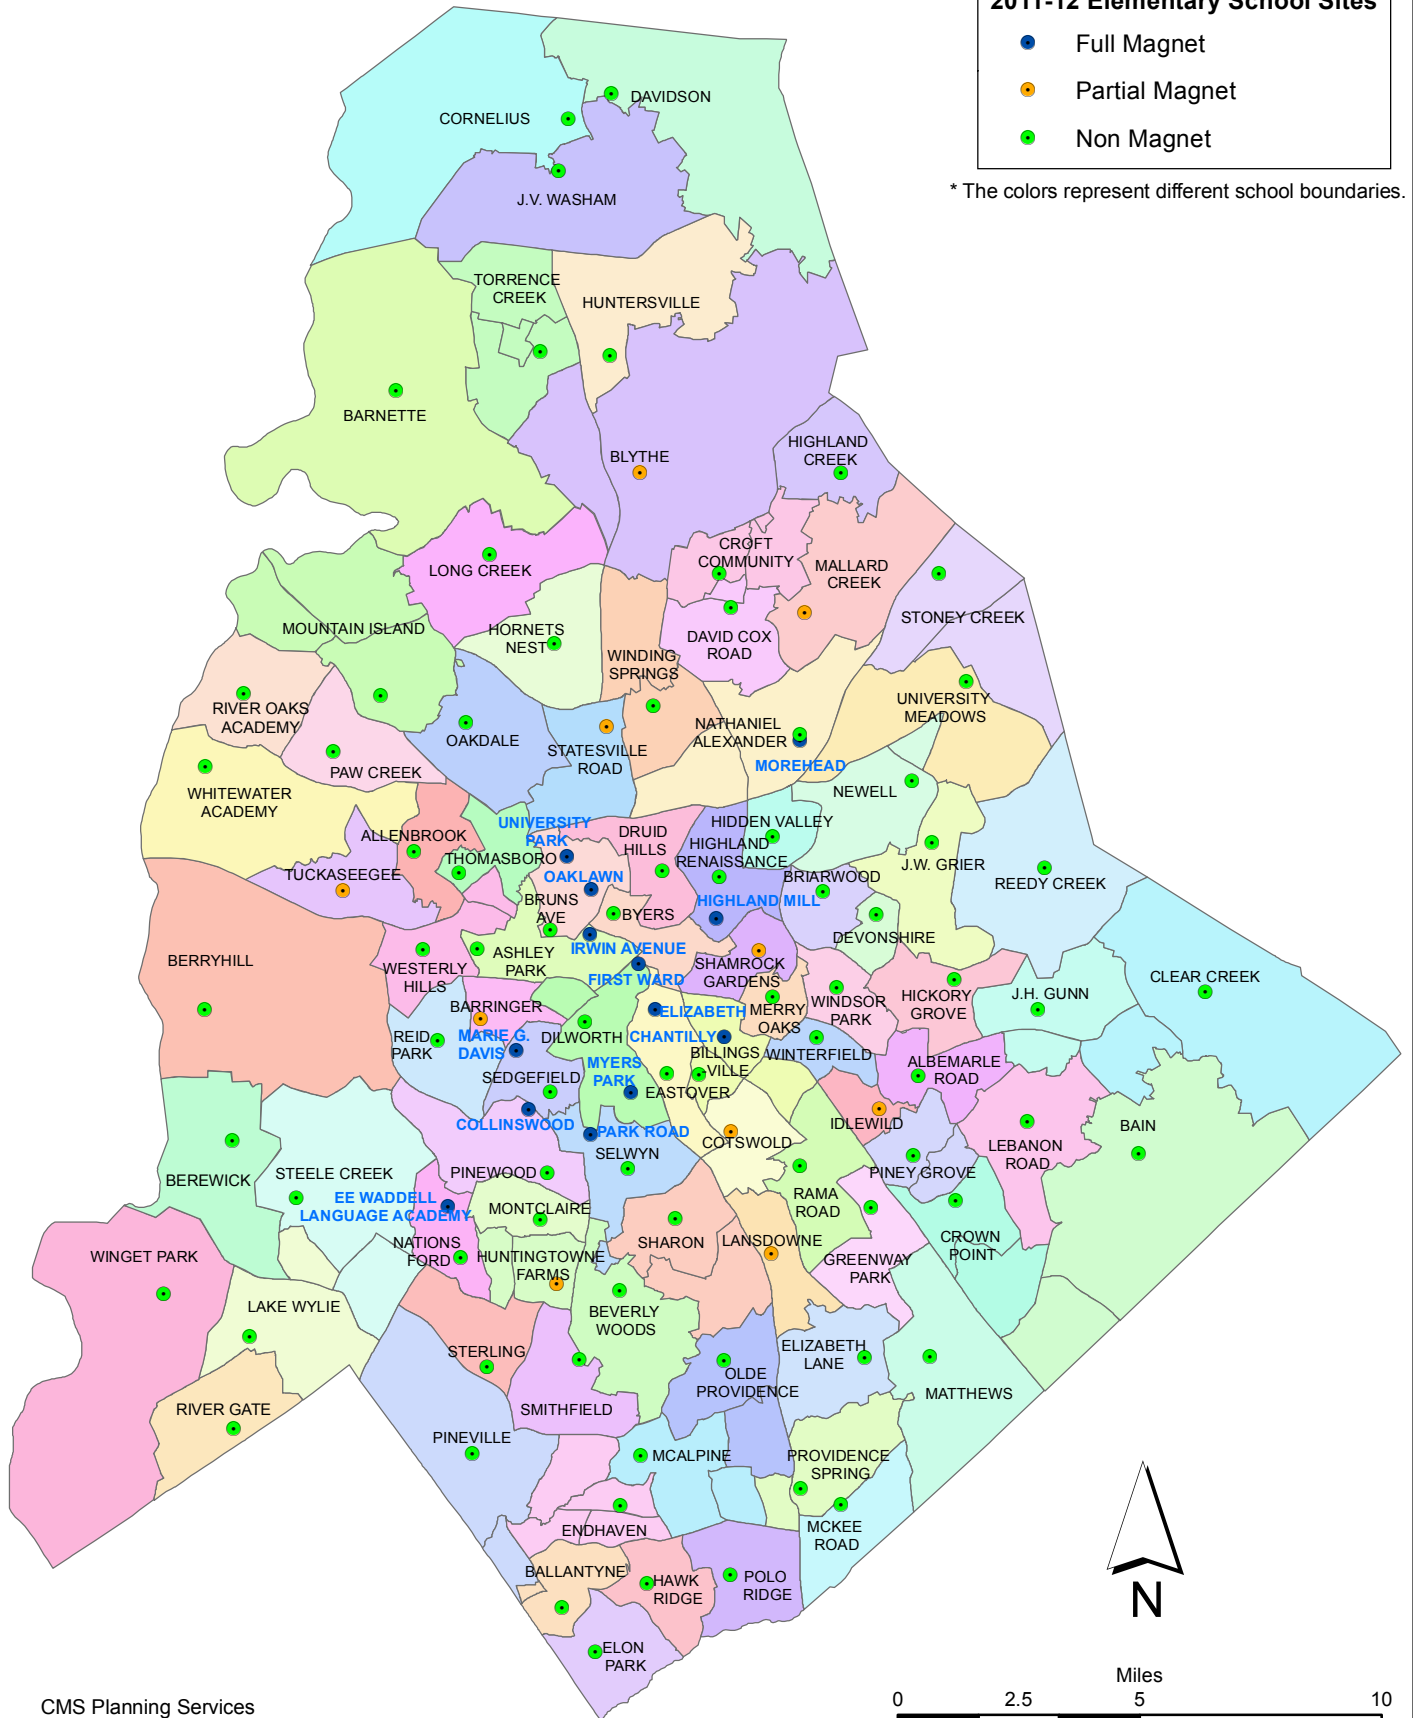 2011-12 Elementary School Sites
Full Magnet
Partial Magnet
Non Magnet
* The colors represent different school boundaries.
DAVIDSON
CORNELIUS
J.V. WASHAM
TORRENCE
CREEK
HUNTERSVILLE
BARNETTE
BLYTHE
HIGHLAND
CREEK
CROFT
COMMUNITY
MALLARD
CREEK
LONG CREEK
STONEY CREEK
MOUNTAIN ISLAND
HORNETS
NEST
DAVID COX
ROAD
WINDING
SPRINGS
RIVER OAKS
ACADEMY
UNIVERSITY
MEADOWS
NATHANIEL
ALEXANDER
OAKDALE
STATESVILLE
ROAD
MOREHEAD
PAW CREEK
WHITEWATER
ACADEMY
NEWELL
UNIVERSITY
PARK
HIDDEN VALLEY
DRUID
HILLS
ALLENBROOK
HIGHLAND
RENAISSANCE
THOMASBORO
J.W. GRIER
TUCKASEEGEE
OAKLAWN
BRIARWOOD
REEDY CREEK
BRUNS
AVE
HIGHLAND MILL
BYERS
DEVONSHIRE
IRWIN AVENUE
ASHLEY
PARK
BERRYHILL
WESTERLY
HILLS
FIRST WARD
SHAMROCK
GARDENS
CLEAR CREEK
J.H. GUNN
HICKORY
GROVE
WINDSOR
PARK
BARRINGER
ELIZABETH
MERRY
OAKS
REID
PARK
MARIE G.
DAVIS
DILWORTH
CHANTILLY
BILLINGS
-VILLE
WINTERFIELD
ALBEMARLE
ROAD
MYERS
PARK
SEDGEFIELD
EASTOVER
COLLINSWOOD
PARK ROAD
COTSWOLD
IDLEWILD
BAIN
LEBANON
ROAD
SELWYN
BEREWICK
STEELE CREEK
PINEWOOD
PINEY GROVE
EE WADDELL
LANGUAGE ACADEMY
MONTCLAIRE
RAMA
ROAD
CROWN
POINT
WINGET PARK
NATIONS
FORD
HUNTINGTOWNE
FARMS
SHARON
LANSDOWNE
GREENWAY
PARK
LAKE WYLIE
BEVERLY
WOODS
STERLING
ELIZABETH
LANE
OLDE
PROVIDENCE
MATTHEWS
RIVER GATE
SMITHFIELD
PINEVILLE
MCALPINE
PROVIDENCE
SPRING
ENDHAVEN
MCKEE
ROAD
BALLANTYNE
HAWK
RIDGE
POLO
RIDGE
ELON
PARK
N
Miles
0 2.5 5 10
CMS Planning Services